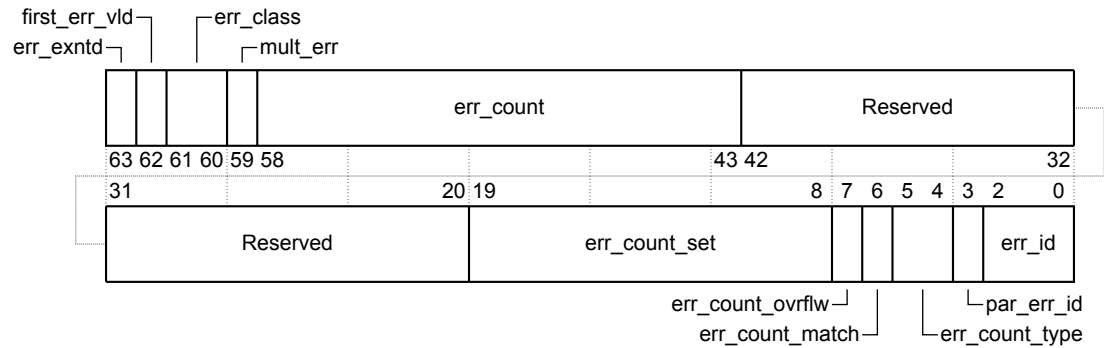 first_err_vld err_class
err_exntd mult_err
err_count Reserved
63 62 61 60 59 58 43 42 32
31 20 19 8 7 6 5 4 3 2 0
Reserved err_count_set err_id
err_count_ovrflw par_err_id
err_count_match err_count_type